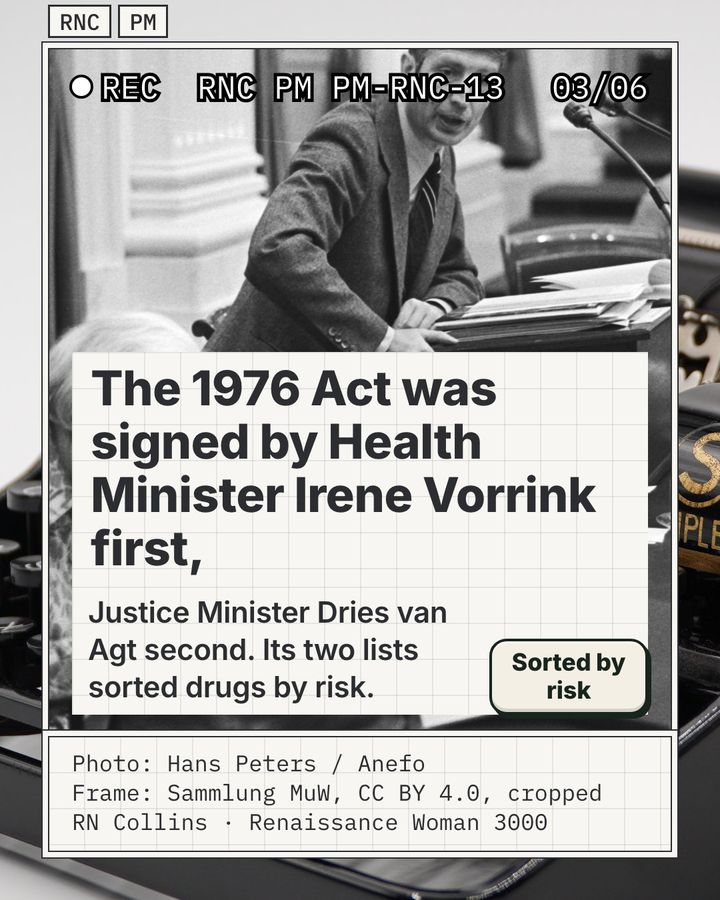 RNC PM
REC RNC PM PM-RNC-13 03/06
The 1976 Act was
signed by Health
Minister Irene Vorrink
first,
Justice Minister Dries van
Agt second. Its two lists
sorted drugs by risk.
Sorted by
risk
Photo: Hans Peters / Anefo
Frame: Sammlung MuW, CC BY 4.0, cropped
RN Collins · Renaissance Woman 3000